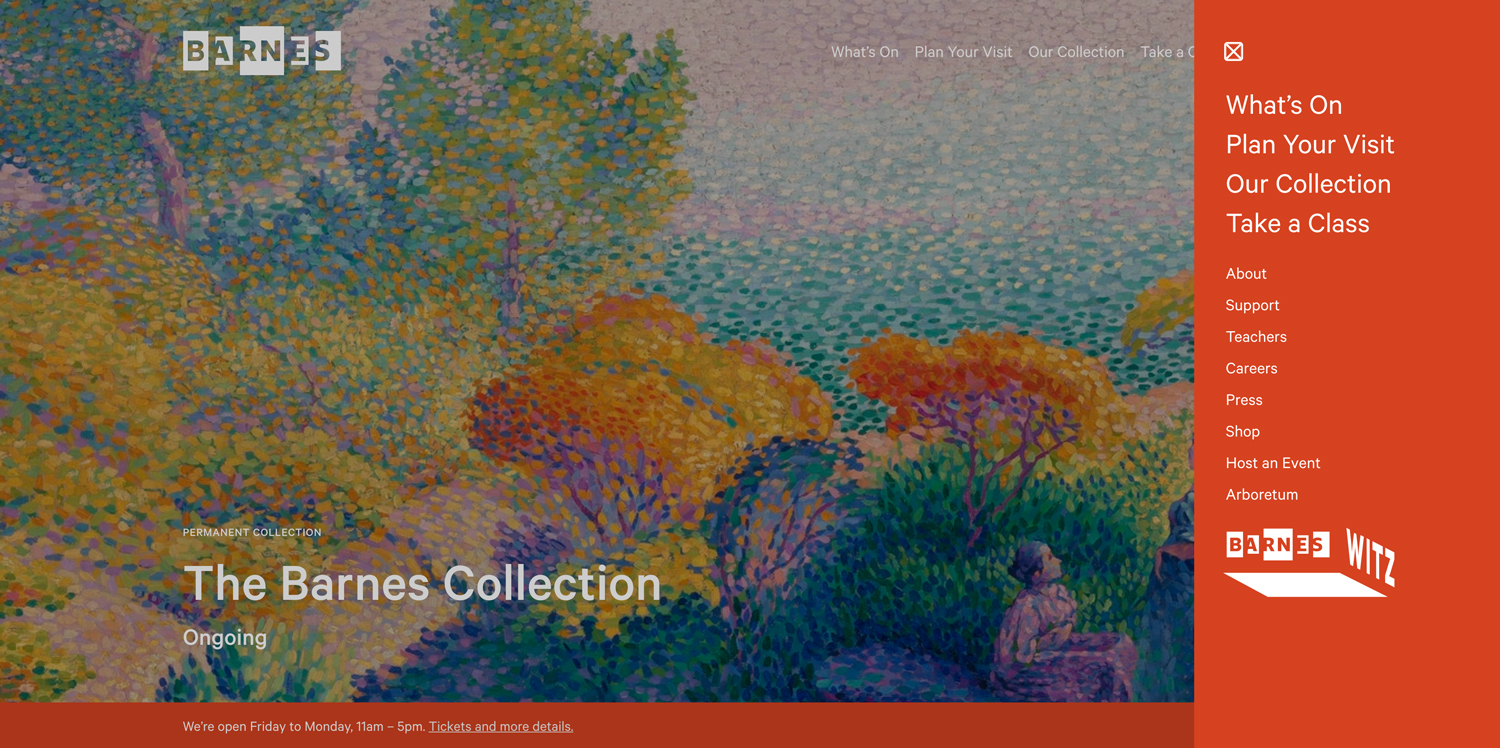 BARNES
What's On Plan Your Visit Our Collection Take a C
PERMANENT COLLECTION
The Barnes Collection
Ongoing
We're open Friday to Monday, 11am – 5pm. Tickets and more details.
What's On
Plan Your Visit
Our Collection
Take a Class
About
Support
Teachers
Careers
Press
Shop
Host an Event
Arboretum
BARNES WITZ